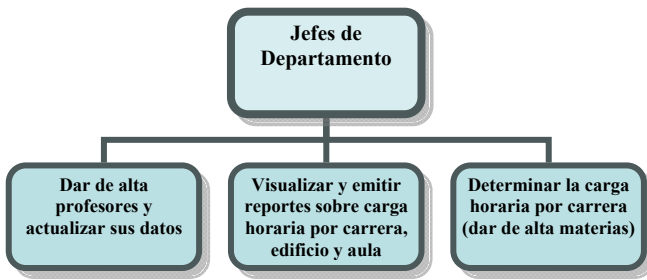 Jefes de
Departamento
Dar de alta
profesores y
actualizar sus datos
Visualizar y emitir
reportes sobre carga
horaria por carrera,
edificio y aula
Determinar la carga
horaria por carrera
(dar de alta materias)